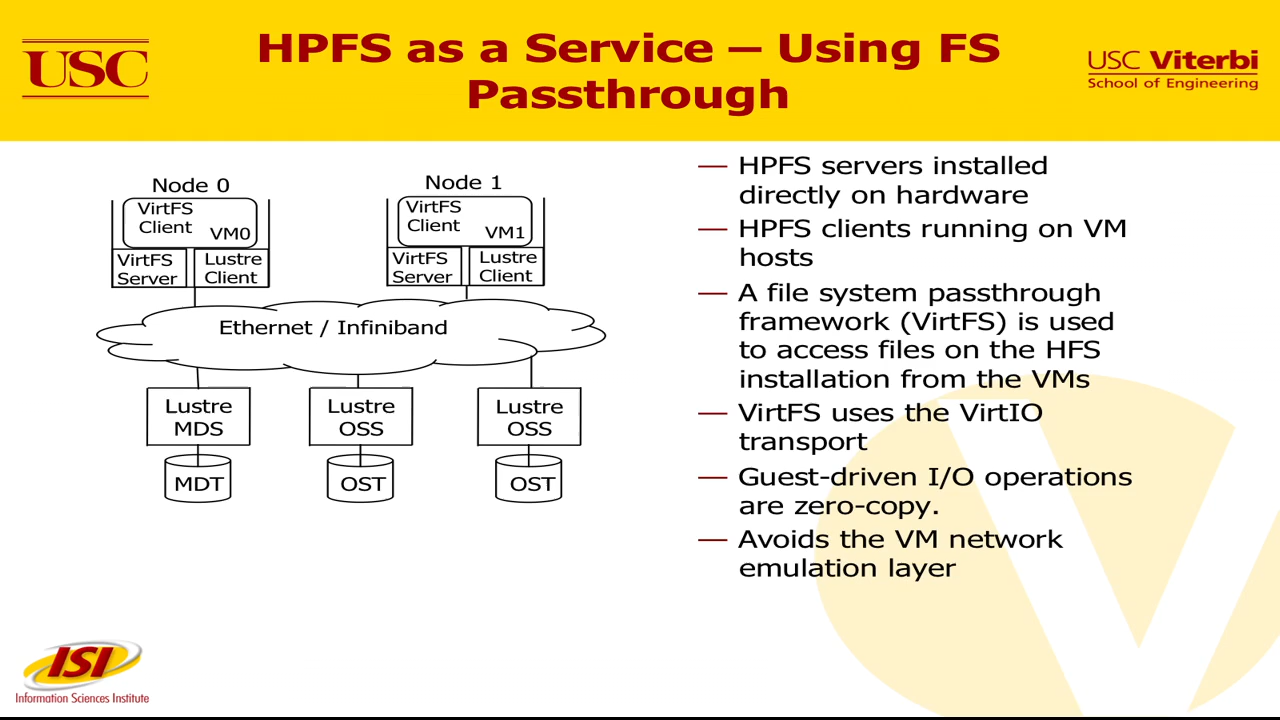 USC
HPFS as a Service – Using FS
Passthrough
USC Viterbi
School of Engineering
Node 0
VirtFS
Client
VM0
VirtFS
Server
Lustre
Client
Node 1
VirtFS
Client
VM1
VirtFS
Server
Lustre
Client
Ethernet / Infiniband
Lustre
MDS
Lustre
OSS
Lustre
OSS
MDT
OST
OST
— HPFS servers installed
directly on hardware
— HPFS clients running on VM
hosts
— A file system passthrough
framework (VirtFS) is used
to access files on the HFS
installation from the VMs
— VirtFS uses the VirtIO
transport
— Guest-driven I/O operations
are zero-copy.
— Avoids the VM network
emulation layer
ISI
Information Sciences Institute